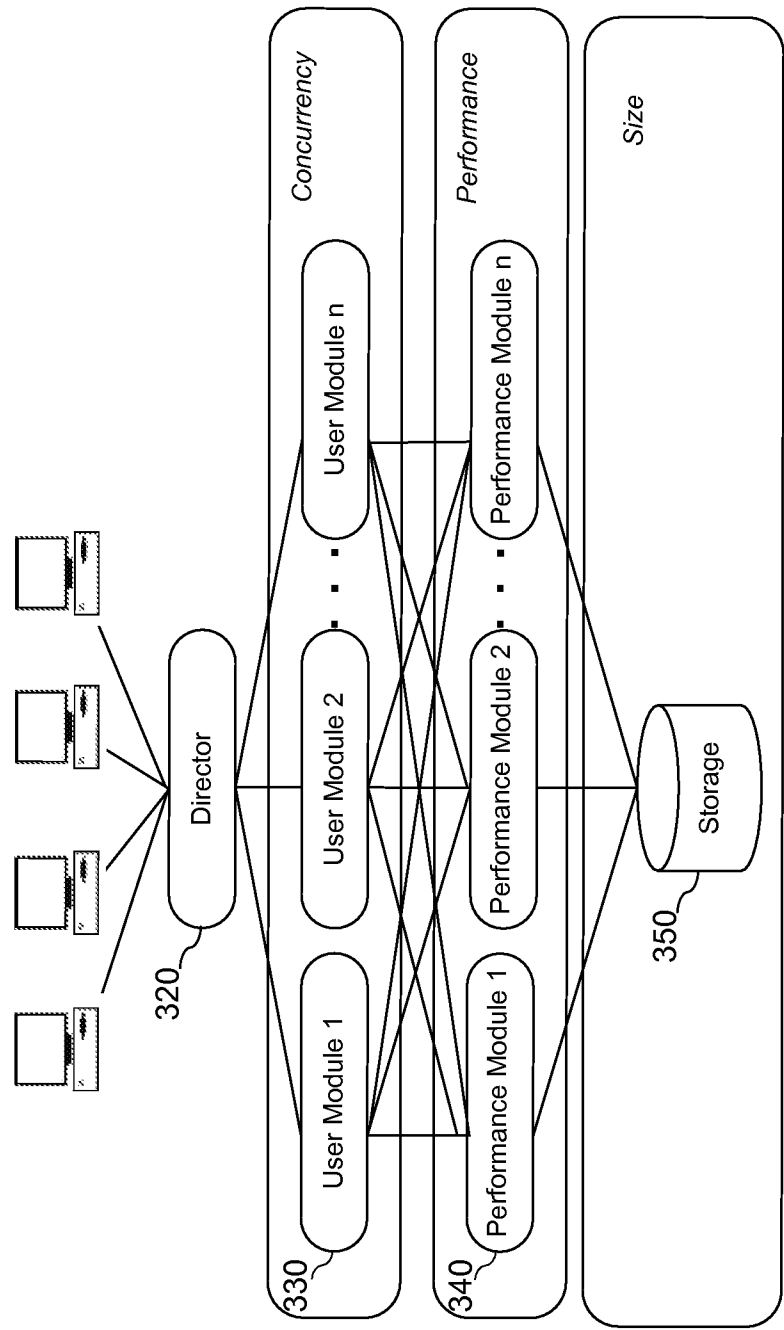 Director
320
Concurrency
User Module 1
User Module 2
. . .
User Module n
330
Performance
Performance Module 1
Performance Module 2
. . .
Performance Module n
340
Size
Storage
350